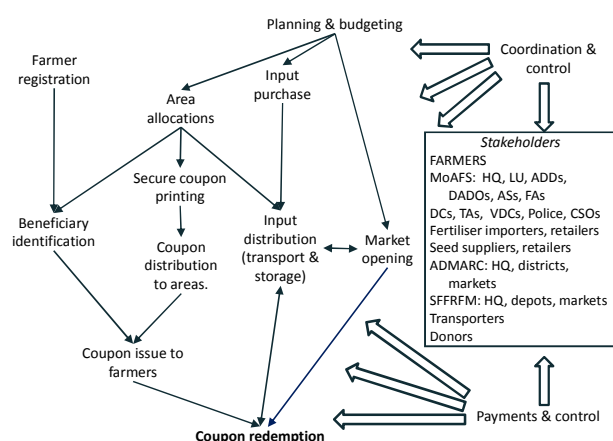 Planning & budgeting
Farmer
registration
Input
purchase
Coordination &
control
Area
allocations
Stakeholders
FARMERS
MoAFS: HQ, LU, ADDs,
DADOs, ASs, FAs
DCs, TAs, VDCs, Police, CSOs
Fertiliser importers, retailers
Seed suppliers, retailers
ADMARC: HQ, districts,
markets
SFFRFM: HQ, depots, markets
Transporters
Donors
Secure coupon
printing
Beneficiary
identification
Input
distribution
(transport &
storage)
Market
opening
Coupon
distribution
to areas.
Coupon issue to
farmers
Payments & control
Coupon redemption